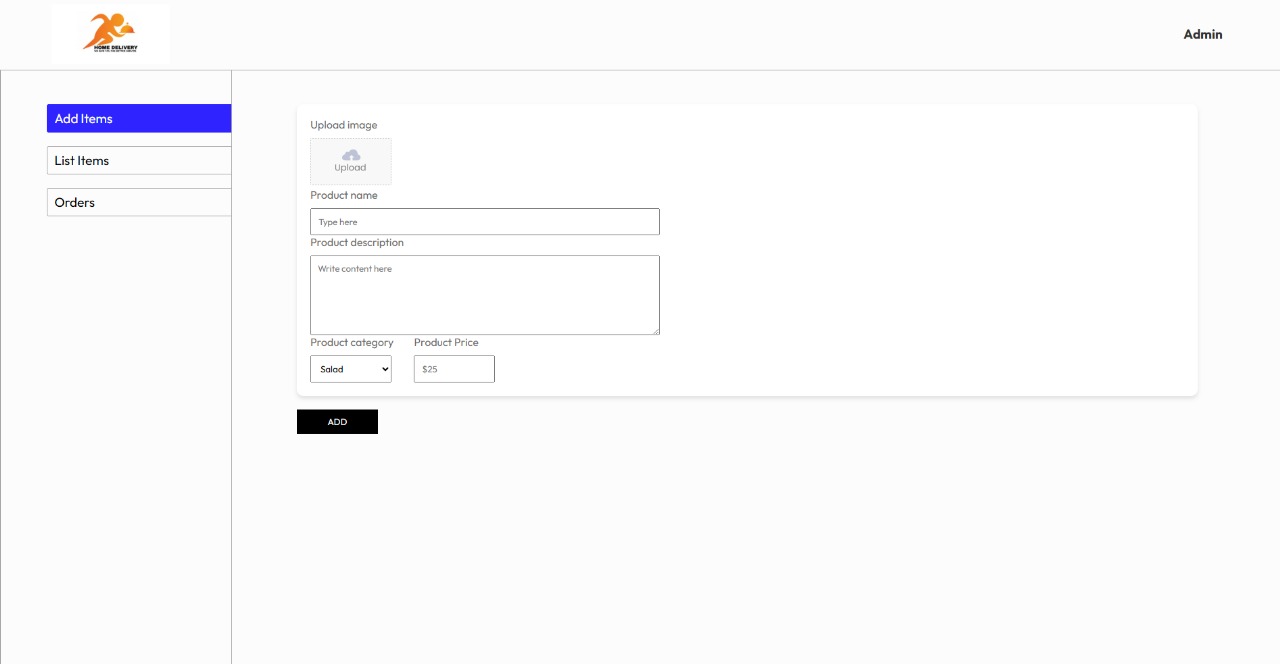 HOME DELIVERY
Admin
Add Items
List Items
Orders
Upload image
Upload
Product name
Type here
Product description
Write content here
Product category
Product Price
Salad
$25
ADD